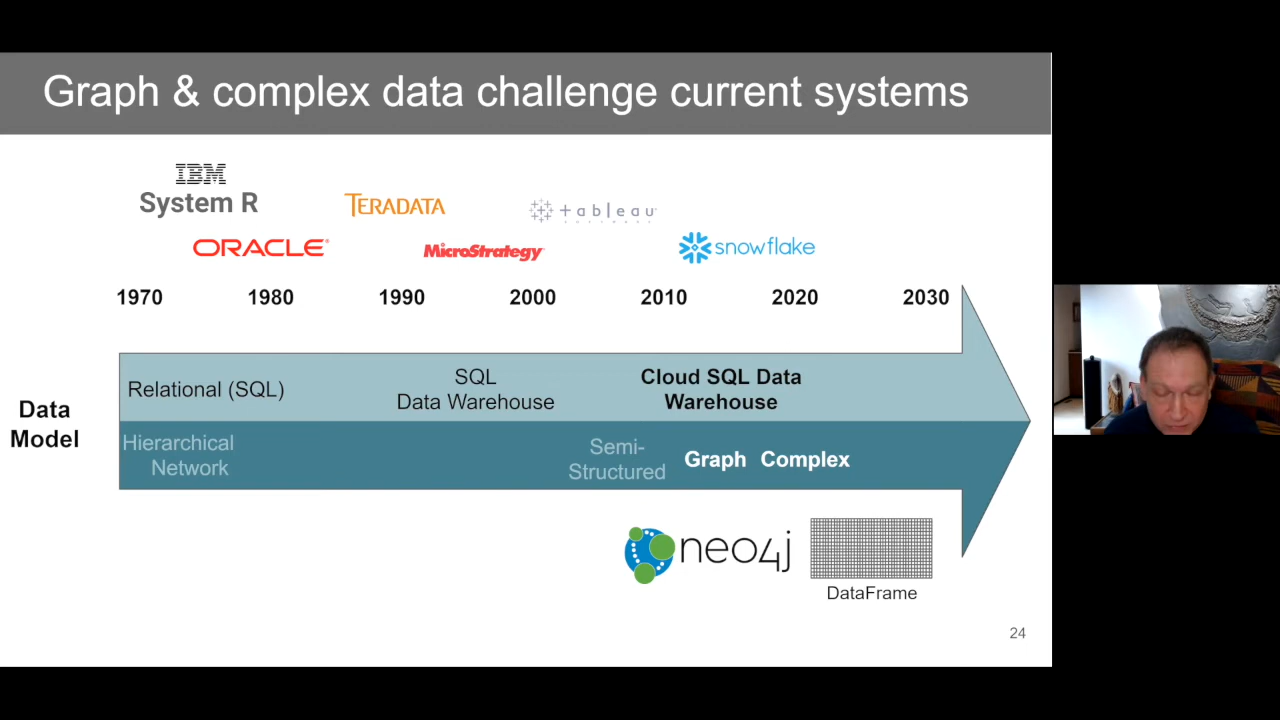 Graph & complex data challenge current systems
IBM
System R
TERADATA
+ableau
ORACLE
MicroStrategy
snowflake
1970 1980 1990 2000 2010 2020 2030
Data
Model
Relational (SQL)
SQL
Data Warehouse
Cloud SQL Data
Warehouse
Hierarchical
Network
Semi-
Structured
Graph Complex
neo4j
DataFrame
24